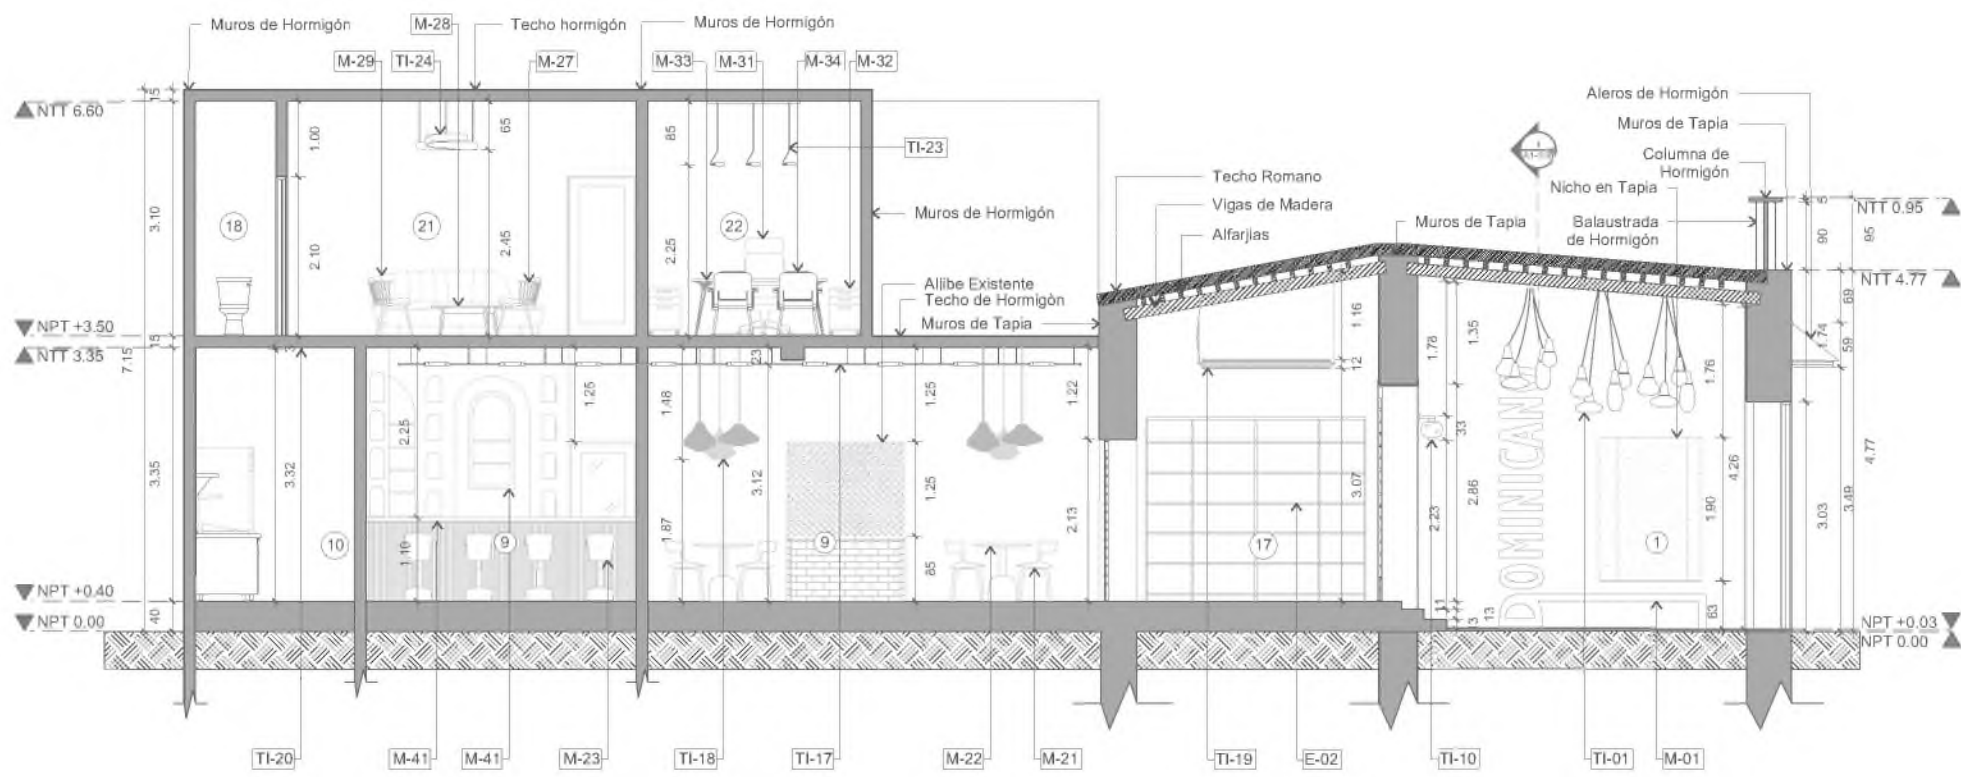 Muros de Hormigón
M-28
Techo hormigón
Muros de Hormigón
M-29
TI-24
M-27
M-33
M-31
M-34
M-32
Aleros de Hormigón
Muros de Tapia
Columna de
Hormigón
Nicho en Tapia
Balaustrada
de Hormigón
NTT 6.60
15
1.00
65
85
TI-23
Techo Romano
Vigas de Madera
Alfarjias
Muros de Tapia
Muros de Hormigón
NTT 0.95
5
90
95
3.10
18
21
22
2.10
2.45
2.25
Aljibe Existente
Techo de Hormigòn
Muros de Tapia
NTT 4.77
69
NPT +3.50
NTT 3.35
15
7.15
23
1.16
12
1.78
1.35
1.76
1.74
59
1.25
1.48
1.25
1.22
2.25
33
3.35
3.32
3.12
1.25
1.87
2.13
3.07
2.23
2.86
DOMINICANO
4.26
1.90
3.03
3.49
4.77
10
9
9
17
1
1.10
85
NPT +0.40
NPT 0.00
40
11
13
13
63
NPT +0.03
NPT 0.00
TI-20
M-41
M-41
M-23
TI-18
TI-17
M-22
M-21
TI-19
E-02
TI-10
TI-01
M-01